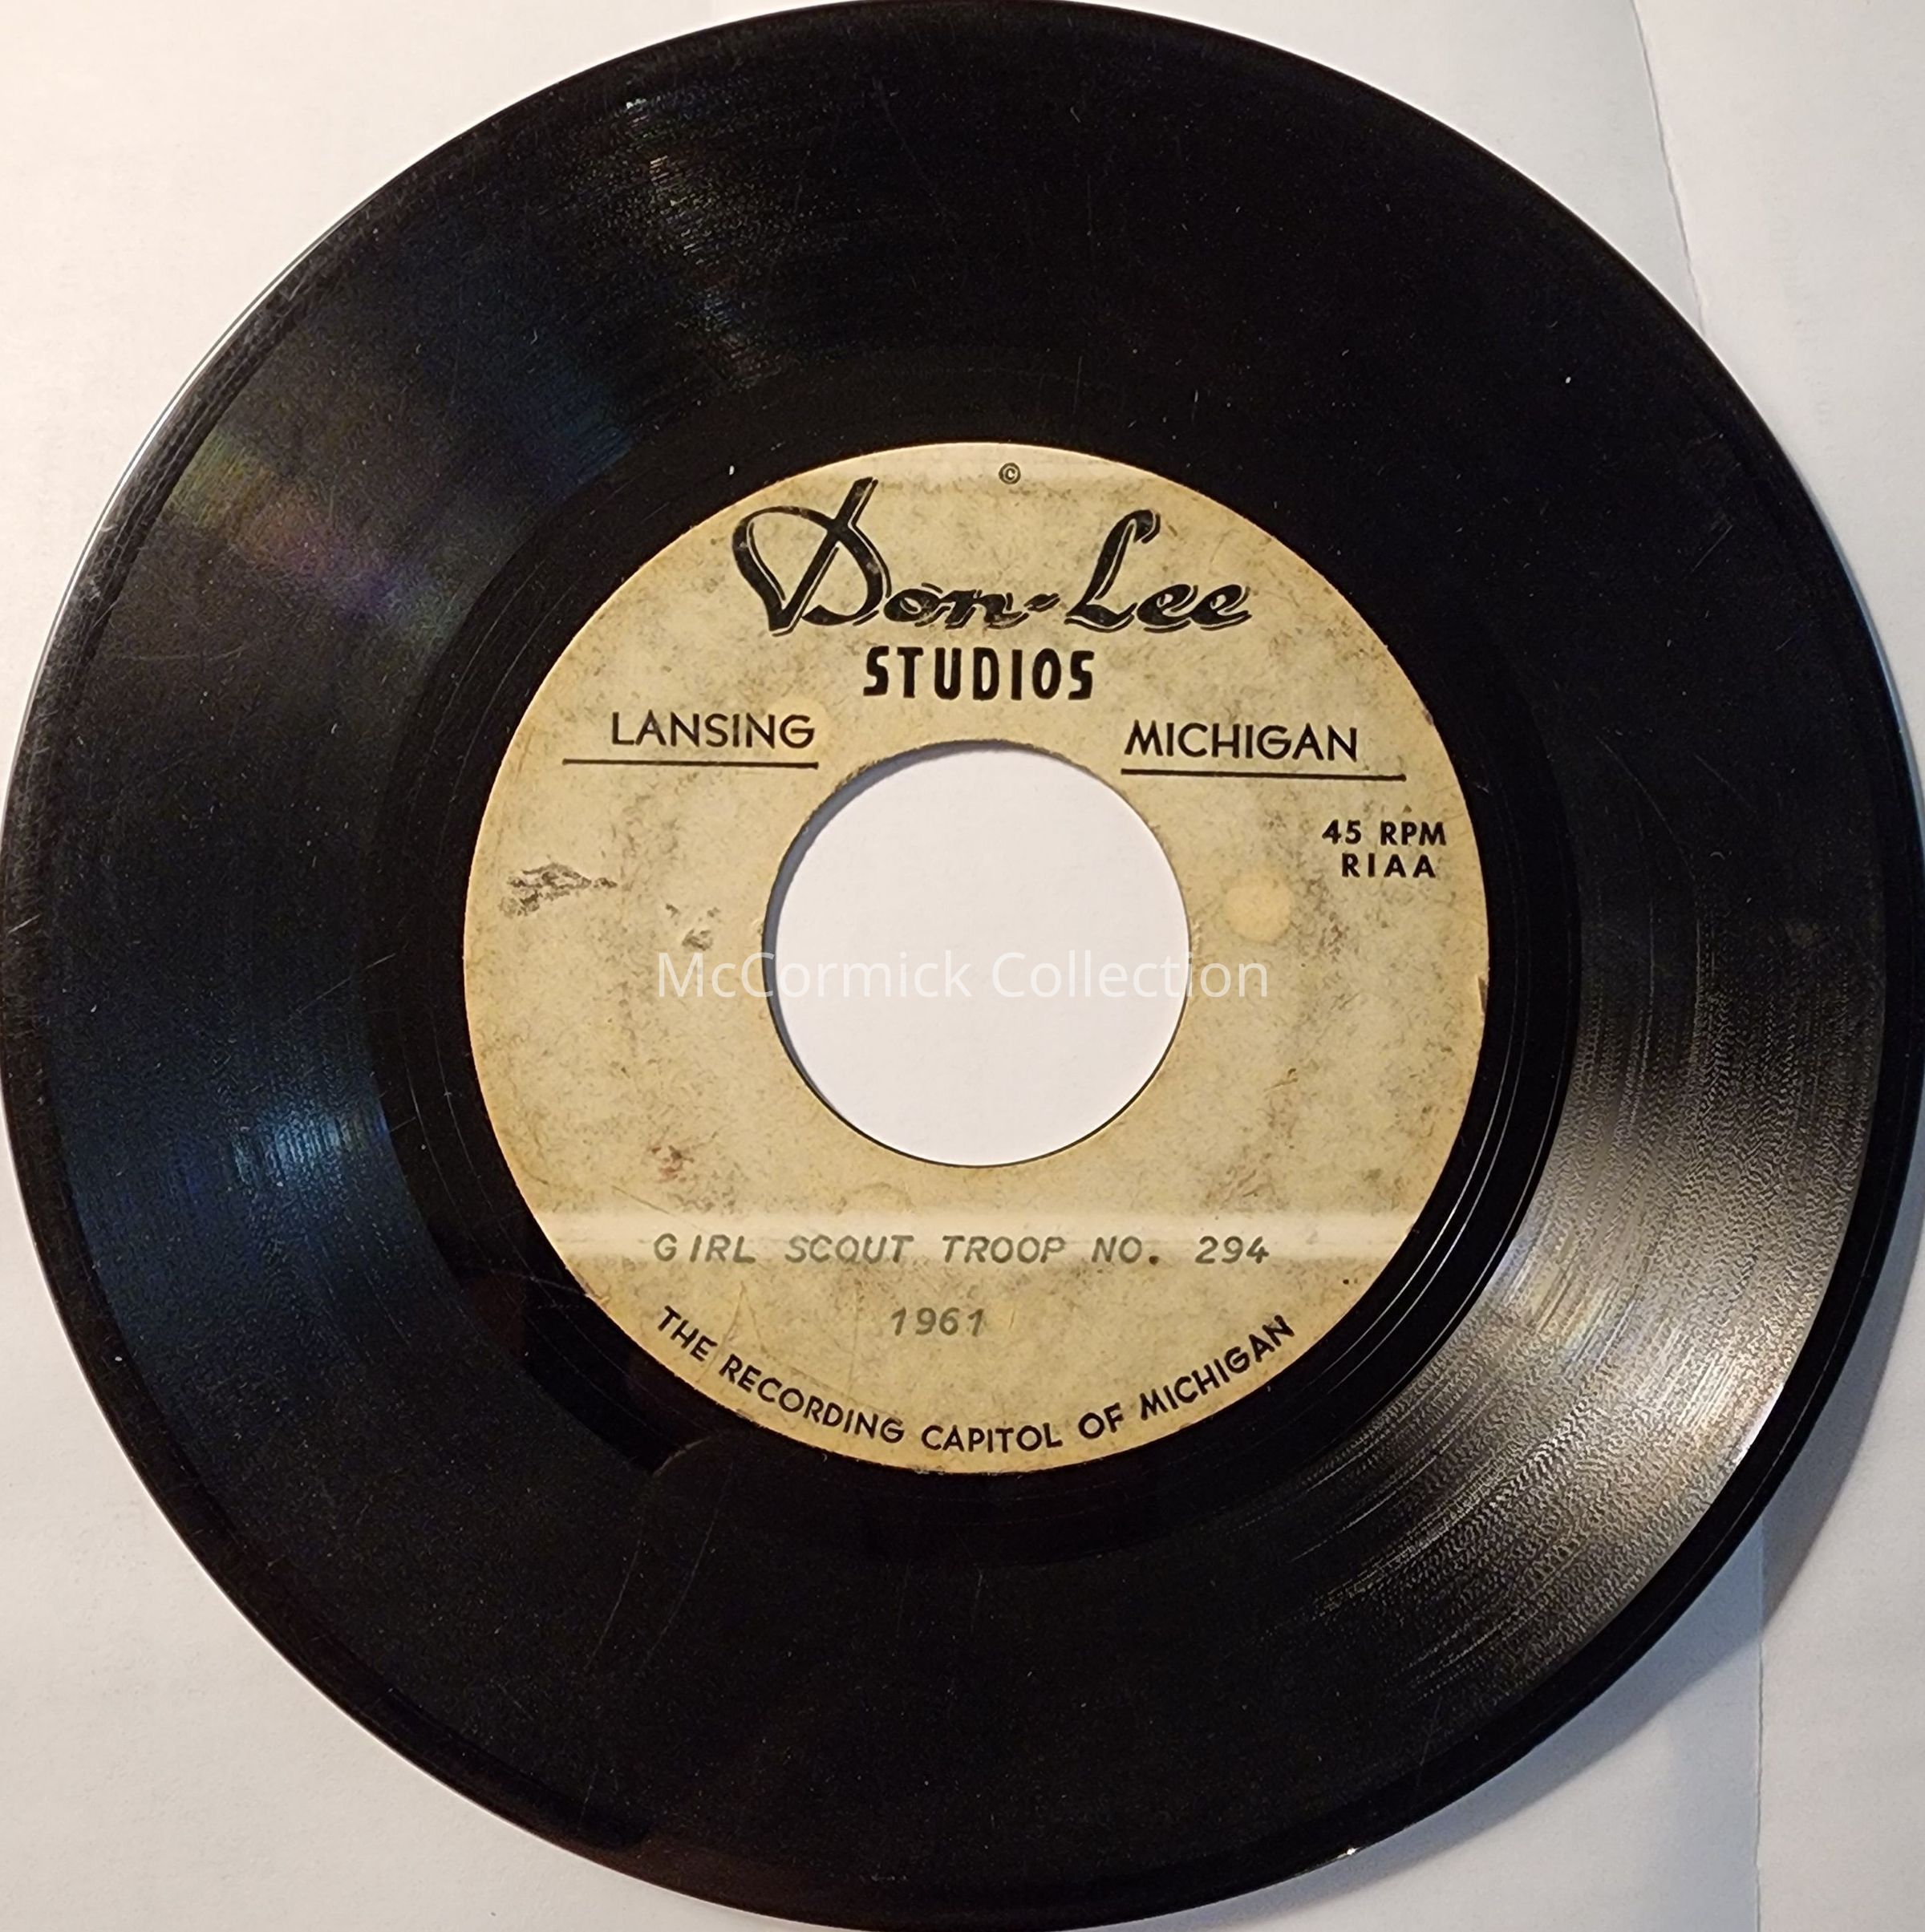 ©
Don-Lee
STUDIOS
LANSING MICHIGAN
45 RPM
RIAA
McCormick Collection
GIRL SCOUT TROOP NO. 294
1961
THE RECORDING CAPITOL OF MICHIGAN